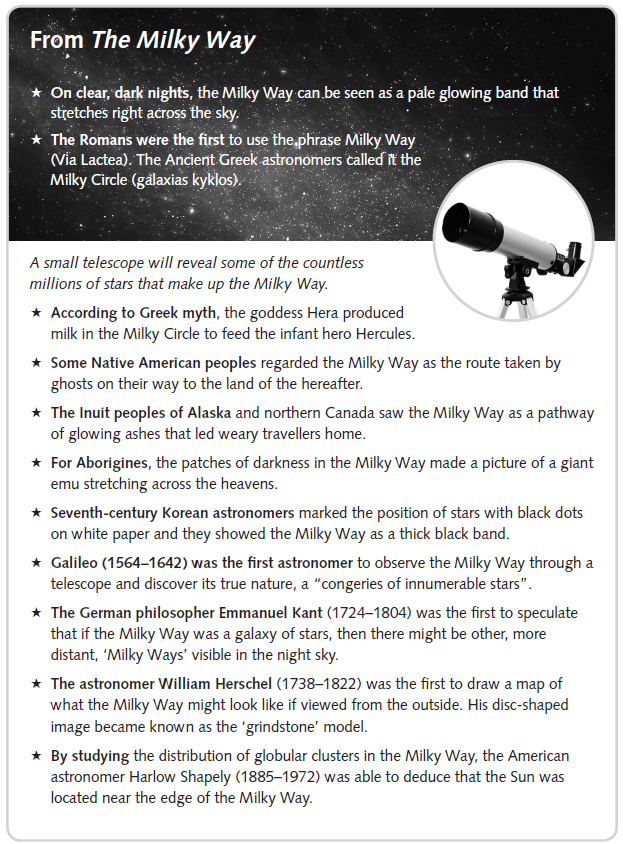 From The Milky Way
★ On clear, dark nights, the Milky Way can be seen as a pale glowing band that
stretches right across the sky.
★ The Romans were the first to use the phrase Milky Way
(Via Lactea). The Ancient Greek astronomers called it the
Milky Circle (galaxias kyklos).
A small telescope will reveal some of the countless
millions of stars that make up the Milky Way.
★ According to Greek myth, the goddess Hera produced
milk in the Milky Circle to feed the infant hero Hercules.
★ Some Native American peoples regarded the Milky Way as the route taken by
ghosts on their way to the land of the hereafter.
★ The Inuit peoples of Alaska and northern Canada saw the Milky Way as a pathway
of glowing ashes that led weary travellers home.
★ For Aborigines, the patches of darkness in the Milky Way made a picture of a giant
emu stretching across the heavens.
★ Seventh-century Korean astronomers marked the position of stars with black dots
on white paper and they showed the Milky Way as a thick black band.
★ Galileo (1564–1642) was the first astronomer to observe the Milky Way through a
telescope and discover its true nature, a “congeries of innumerable stars”.
★ The German philosopher Emmanuel Kant (1724–1804) was the first to speculate
that if the Milky Way was a galaxy of stars, then there might be other, more
distant, ‘Milky Ways’ visible in the night sky.
★ The astronomer William Herschel (1738–1822) was the first to draw a map of
what the Milky Way might look like if viewed from the outside. His disc-shaped
image became known as the ‘grindstone’ model.
★ By studying the distribution of globular clusters in the Milky Way, the American
astronomer Harlow Shapely (1885–1972) was able to deduce that the Sun was
located near the edge of the Milky Way.